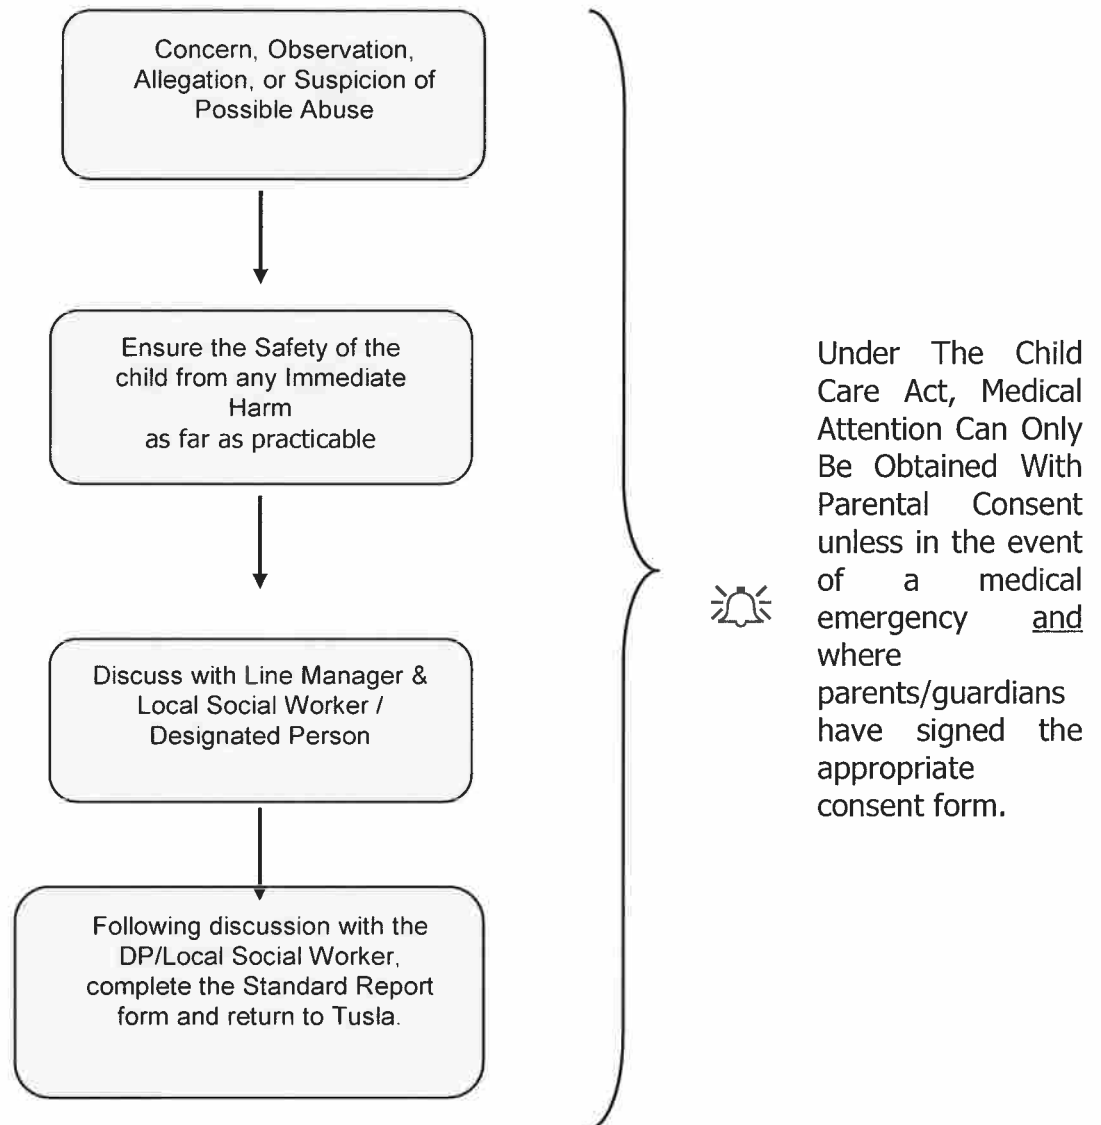 Concern, Observation,
Allegation, or Suspicion of
Possible Abuse
Ensure the Safety of the
child from any Immediate
Harm
as far as practicable
Discuss with Line Manager &
Local Social Worker /
Designated Person
Following discussion with the
DP/Local Social Worker,
complete the Standard Report
form and return to Tusla.
Under The Child
Care Act, Medical
Attention Can Only
Be Obtained With
Parental Consent
unless in the event
of a medical
emergency and
where
parents/guardians
have signed the
appropriate
consent form.